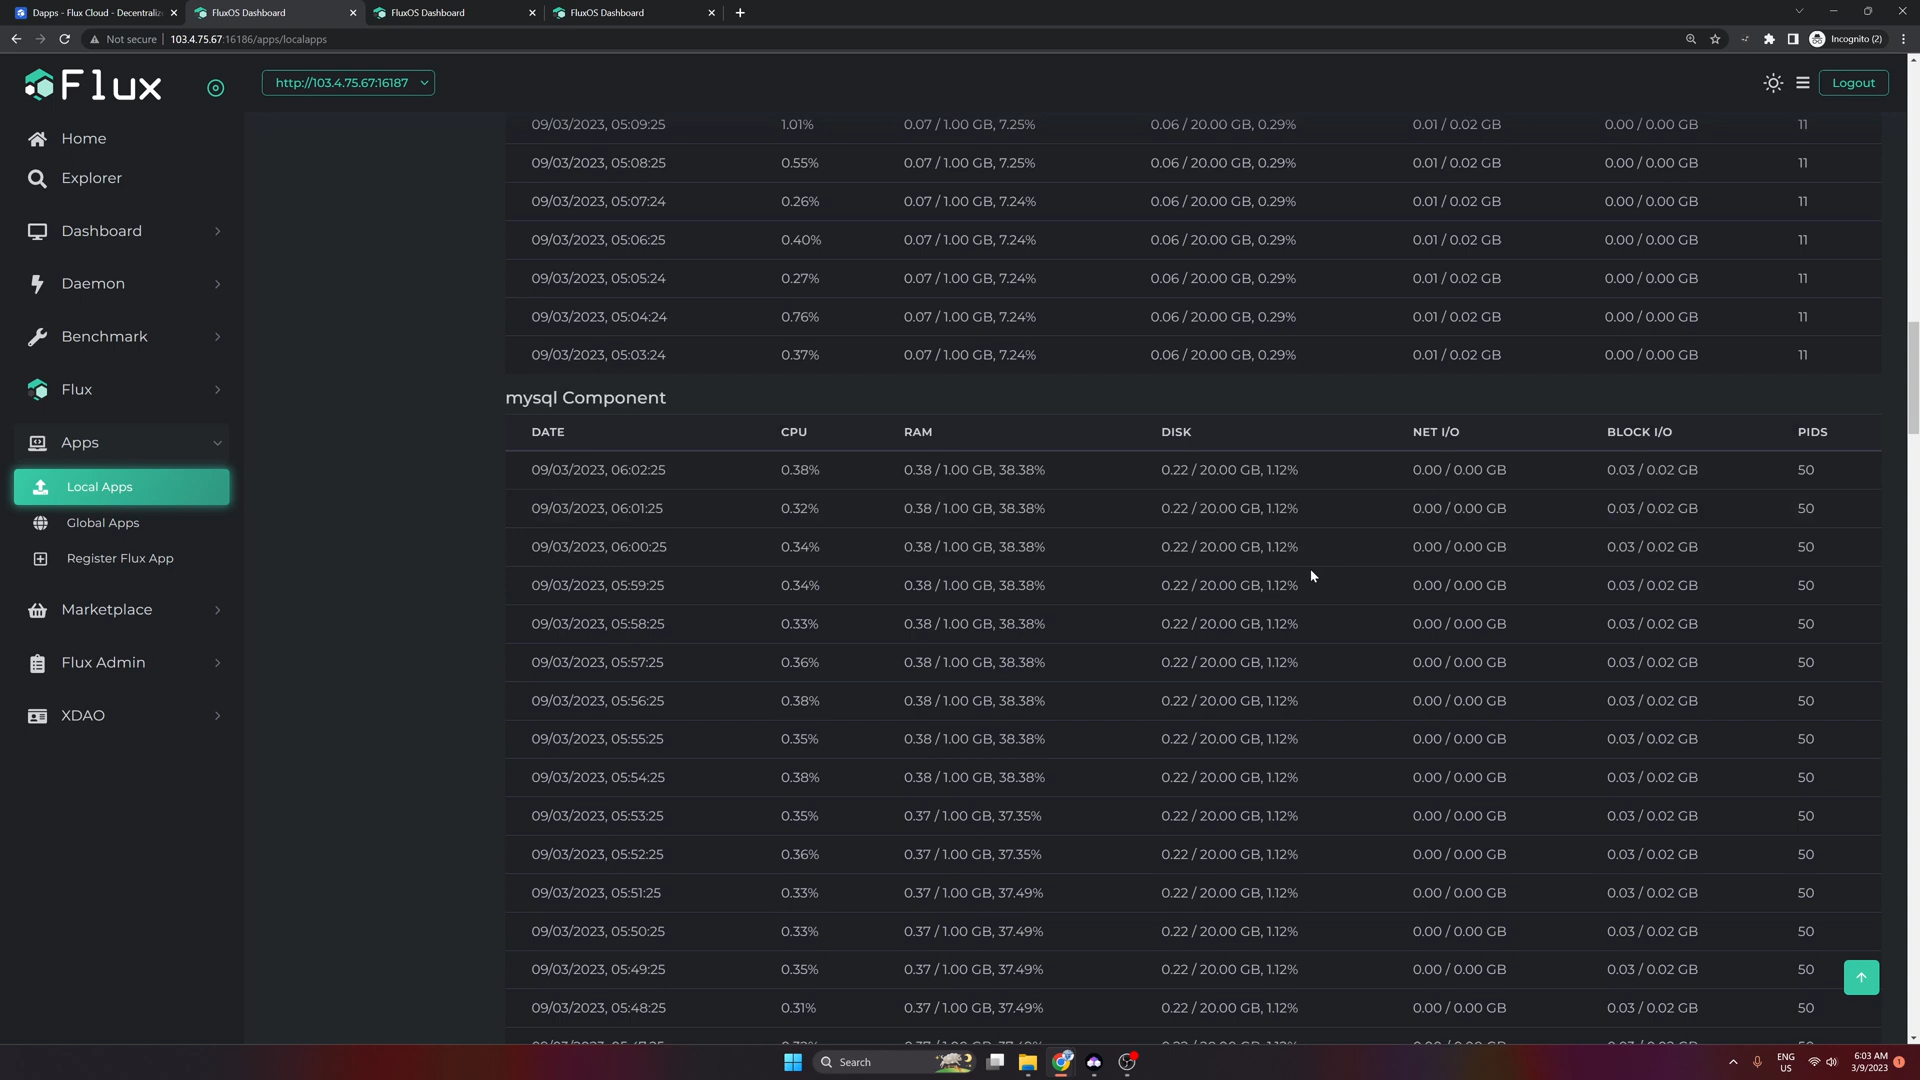 Dapps - Flux Cloud - Decentraliz
FluxOS Dashboard
FluxOS Dashboard
FluxOS Dashboard
Not secure
103.4.75.67:16186/apps/localapps
Incognito (2)
Flux
http://103.4.75.67:16187
Logout
Home
Explorer
Dashboard
Daemon
Benchmark
Flux
Apps
Local Apps
Global Apps
Register Flux App
Marketplace
Flux Admin
XDAO
09/03/2023, 05:09:25 1.01% 0.07 / 1.00 GB, 7.25% 0.06 / 20.00 GB, 0.29% 0.01 / 0.02 GB 0.00 / 0.00 GB 11
09/03/2023, 05:08:25 0.55% 0.07 / 1.00 GB, 7.25% 0.06 / 20.00 GB, 0.29% 0.01 / 0.02 GB 0.00 / 0.00 GB 11
09/03/2023, 05:07:24 0.26% 0.07 / 1.00 GB, 7.24% 0.06 / 20.00 GB, 0.29% 0.01 / 0.02 GB 0.00 / 0.00 GB 11
09/03/2023, 05:06:25 0.40% 0.07 / 1.00 GB, 7.24% 0.06 / 20.00 GB, 0.29% 0.01 / 0.02 GB 0.00 / 0.00 GB 11
09/03/2023, 05:05:24 0.27% 0.07 / 1.00 GB, 7.24% 0.06 / 20.00 GB, 0.29% 0.01 / 0.02 GB 0.00 / 0.00 GB 11
09/03/2023, 05:04:24 0.76% 0.07 / 1.00 GB, 7.24% 0.06 / 20.00 GB, 0.29% 0.01 / 0.02 GB 0.00 / 0.00 GB 11
09/03/2023, 05:03:24 0.37% 0.07 / 1.00 GB, 7.24% 0.06 / 20.00 GB, 0.29% 0.01 / 0.02 GB 0.00 / 0.00 GB 11
mysql Component
DATE CPU RAM DISK NET I/O BLOCK I/O PIDS
09/03/2023, 06:02:25 0.38% 0.38 / 1.00 GB, 38.38% 0.22 / 20.00 GB, 1.12% 0.00 / 0.00 GB 0.03 / 0.02 GB 50
09/03/2023, 06:01:25 0.32% 0.38 / 1.00 GB, 38.38% 0.22 / 20.00 GB, 1.12% 0.00 / 0.00 GB 0.03 / 0.02 GB 50
09/03/2023, 06:00:25 0.34% 0.38 / 1.00 GB, 38.38% 0.22 / 20.00 GB, 1.12% 0.00 / 0.00 GB 0.03 / 0.02 GB 50
09/03/2023, 05:59:25 0.34% 0.38 / 1.00 GB, 38.38% 0.22 / 20.00 GB, 1.12% 0.00 / 0.00 GB 0.03 / 0.02 GB 50
09/03/2023, 05:58:25 0.33% 0.38 / 1.00 GB, 38.38% 0.22 / 20.00 GB, 1.12% 0.00 / 0.00 GB 0.03 / 0.02 GB 50
09/03/2023, 05:57:25 0.36% 0.38 / 1.00 GB, 38.38% 0.22 / 20.00 GB, 1.12% 0.00 / 0.00 GB 0.03 / 0.02 GB 50
09/03/2023, 05:56:25 0.38% 0.38 / 1.00 GB, 38.38% 0.22 / 20.00 GB, 1.12% 0.00 / 0.00 GB 0.03 / 0.02 GB 50
09/03/2023, 05:55:25 0.35% 0.38 / 1.00 GB, 38.38% 0.22 / 20.00 GB, 1.12% 0.00 / 0.00 GB 0.03 / 0.02 GB 50
09/03/2023, 05:54:25 0.38% 0.38 / 1.00 GB, 38.38% 0.22 / 20.00 GB, 1.12% 0.00 / 0.00 GB 0.03 / 0.02 GB 50
09/03/2023, 05:53:25 0.35% 0.37 / 1.00 GB, 37.35% 0.22 / 20.00 GB, 1.12% 0.00 / 0.00 GB 0.03 / 0.02 GB 50
09/03/2023, 05:52:25 0.36% 0.37 / 1.00 GB, 37.35% 0.22 / 20.00 GB, 1.12% 0.00 / 0.00 GB 0.03 / 0.02 GB 50
09/03/2023, 05:51:25 0.33% 0.37 / 1.00 GB, 37.49% 0.22 / 20.00 GB, 1.12% 0.00 / 0.00 GB 0.03 / 0.02 GB 50
09/03/2023, 05:50:25 0.33% 0.37 / 1.00 GB, 37.49% 0.22 / 20.00 GB, 1.12% 0.00 / 0.00 GB 0.03 / 0.02 GB 50
09/03/2023, 05:49:25 0.35% 0.37 / 1.00 GB, 37.49% 0.22 / 20.00 GB, 1.12% 0.00 / 0.00 GB 0.03 / 0.02 GB 50
09/03/2023, 05:48:25 0.31% 0.37 / 1.00 GB, 37.49% 0.22 / 20.00 GB, 1.12% 0.00 / 0.00 GB 0.03 / 0.02 GB 50
Search
ENG
US
6:03 AM
3/9/2023
1